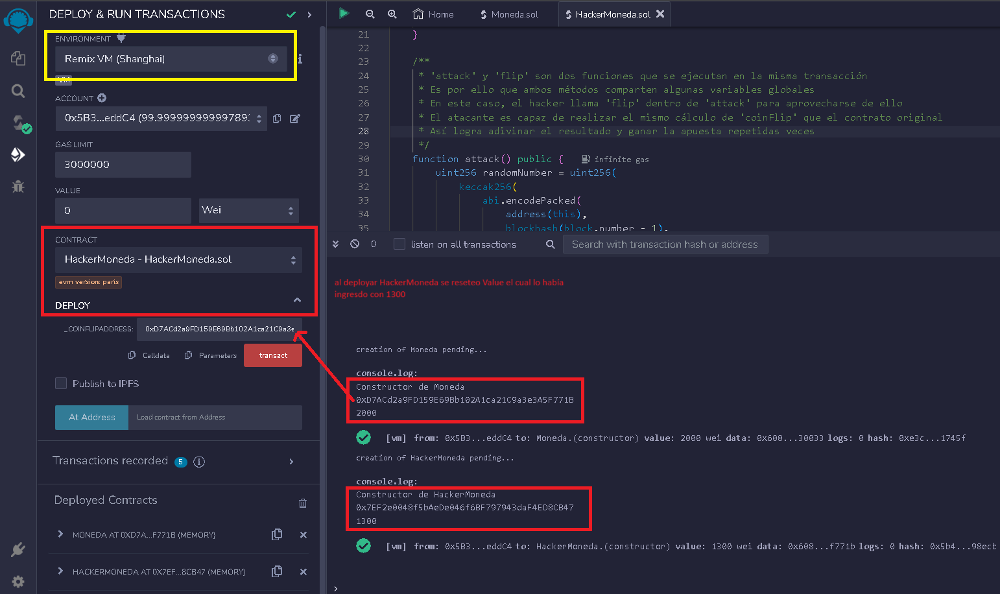 DEPLOY & RUN TRANSACTIONS
ENVIRONMENT
Remix VM (Shanghai)
VM
ACCOUNT
0x5B3...eddC4 (99.999999999997893
GAS LIMIT
3000000
VALUE
0
Wei
CONTRACT
HackerMoneda - HackerMoneda.sol
evm version: paris
DEPLOY
_COINFLIPADDRESS:
0xD7ACd2a9FD159E69Bb102A1ca21C9a3e
Calldata
Parameters
transact
Publish to IPFS
At Address
Load contract from Address
Transactions recorded 5
Deployed Contracts
MONEDA AT 0XD7A...F771B (MEMORY)
HACKERMONEDA AT 0X7EF...8CB47 (MEMORY)
Home
Moneda.sol
HackerMoneda.sol
21 }
22
23 /**
24 * 'attack' y 'flip' son dos funciones que se ejecutan en la misma transacción
25 * Es por ello que ambos métodos comparten algunas variables globales
26 * En este caso, el hacker llama 'flip' dentro de 'attack' para aprovecharse de ello
27 * El atacante es capaz de realizar el mismo cálculo de 'coinFlip' que el contrato original
28 * Así logra adivinar el resultado y ganar la apuesta repetidas veces
29 */
30 function attack() public { infinite gas
31 uint256 randomNumber = uint256(
32 keccak256(
33 abi.encodePacked(
34 address(this),
35 blockhash(block.number - 1),
0
listen on all transactions
Search with transaction hash or address
al deployar HackerMoneda se reseteo Value el cual lo había
ingresdo con 1300
creation of Moneda pending...
console.log:
Constructor de Moneda
0xD7ACd2a9FD159E69Bb102A1ca21C9a3e3A5F771B
2000
[vm] from: 0x5B3...eddC4 to: Moneda.(constructor) value: 2000 wei data: 0x608...30033 logs: 0 hash: 0xe3c...1745f
creation of HackerMoneda pending...
console.log:
Constructor de HackerMoneda
0x7EF2e0048f5bAeDe046f6BF797943daF4ED8CB47
1300
[vm] from: 0x5B3...eddC4 to: HackerMoneda.(constructor) value: 1300 wei data: 0x608...f771b logs: 0 hash: 0x5b4...98ecb
>